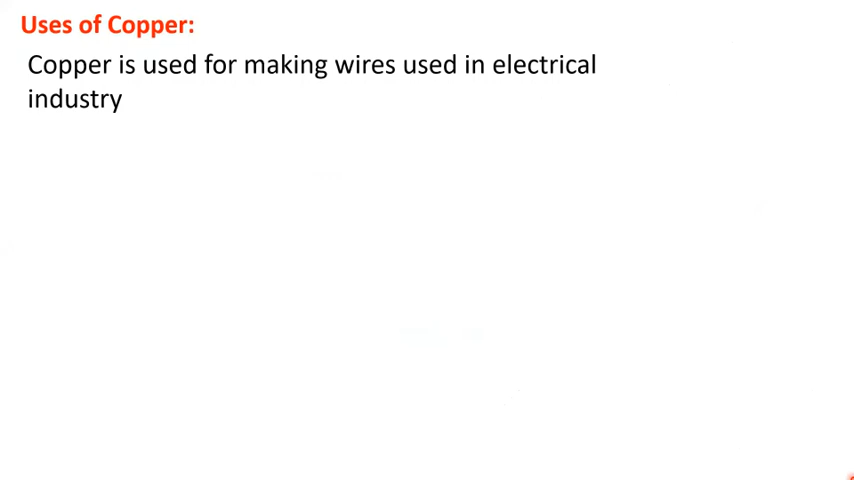 Uses of Copper:
Copper is used for making wires used in electrical
industry